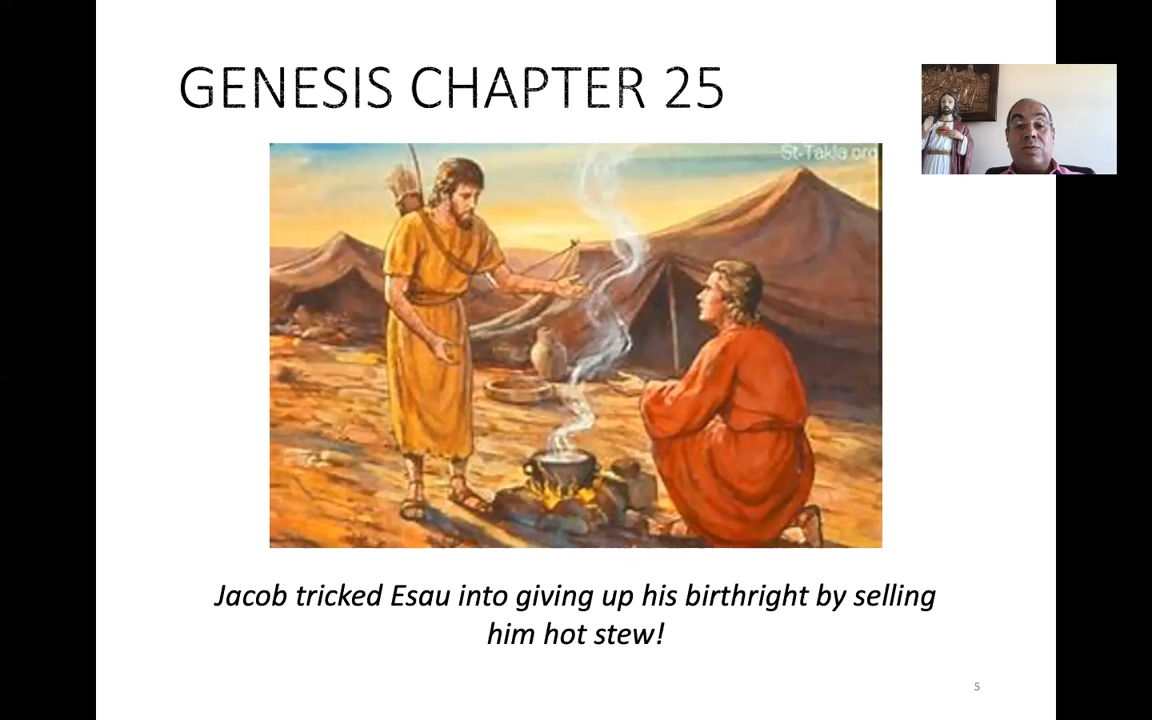 GENESIS CHAPTER 25
St-Takla.org
Jacob tricked Esau into giving up his birthright by selling
him hot stew!
5